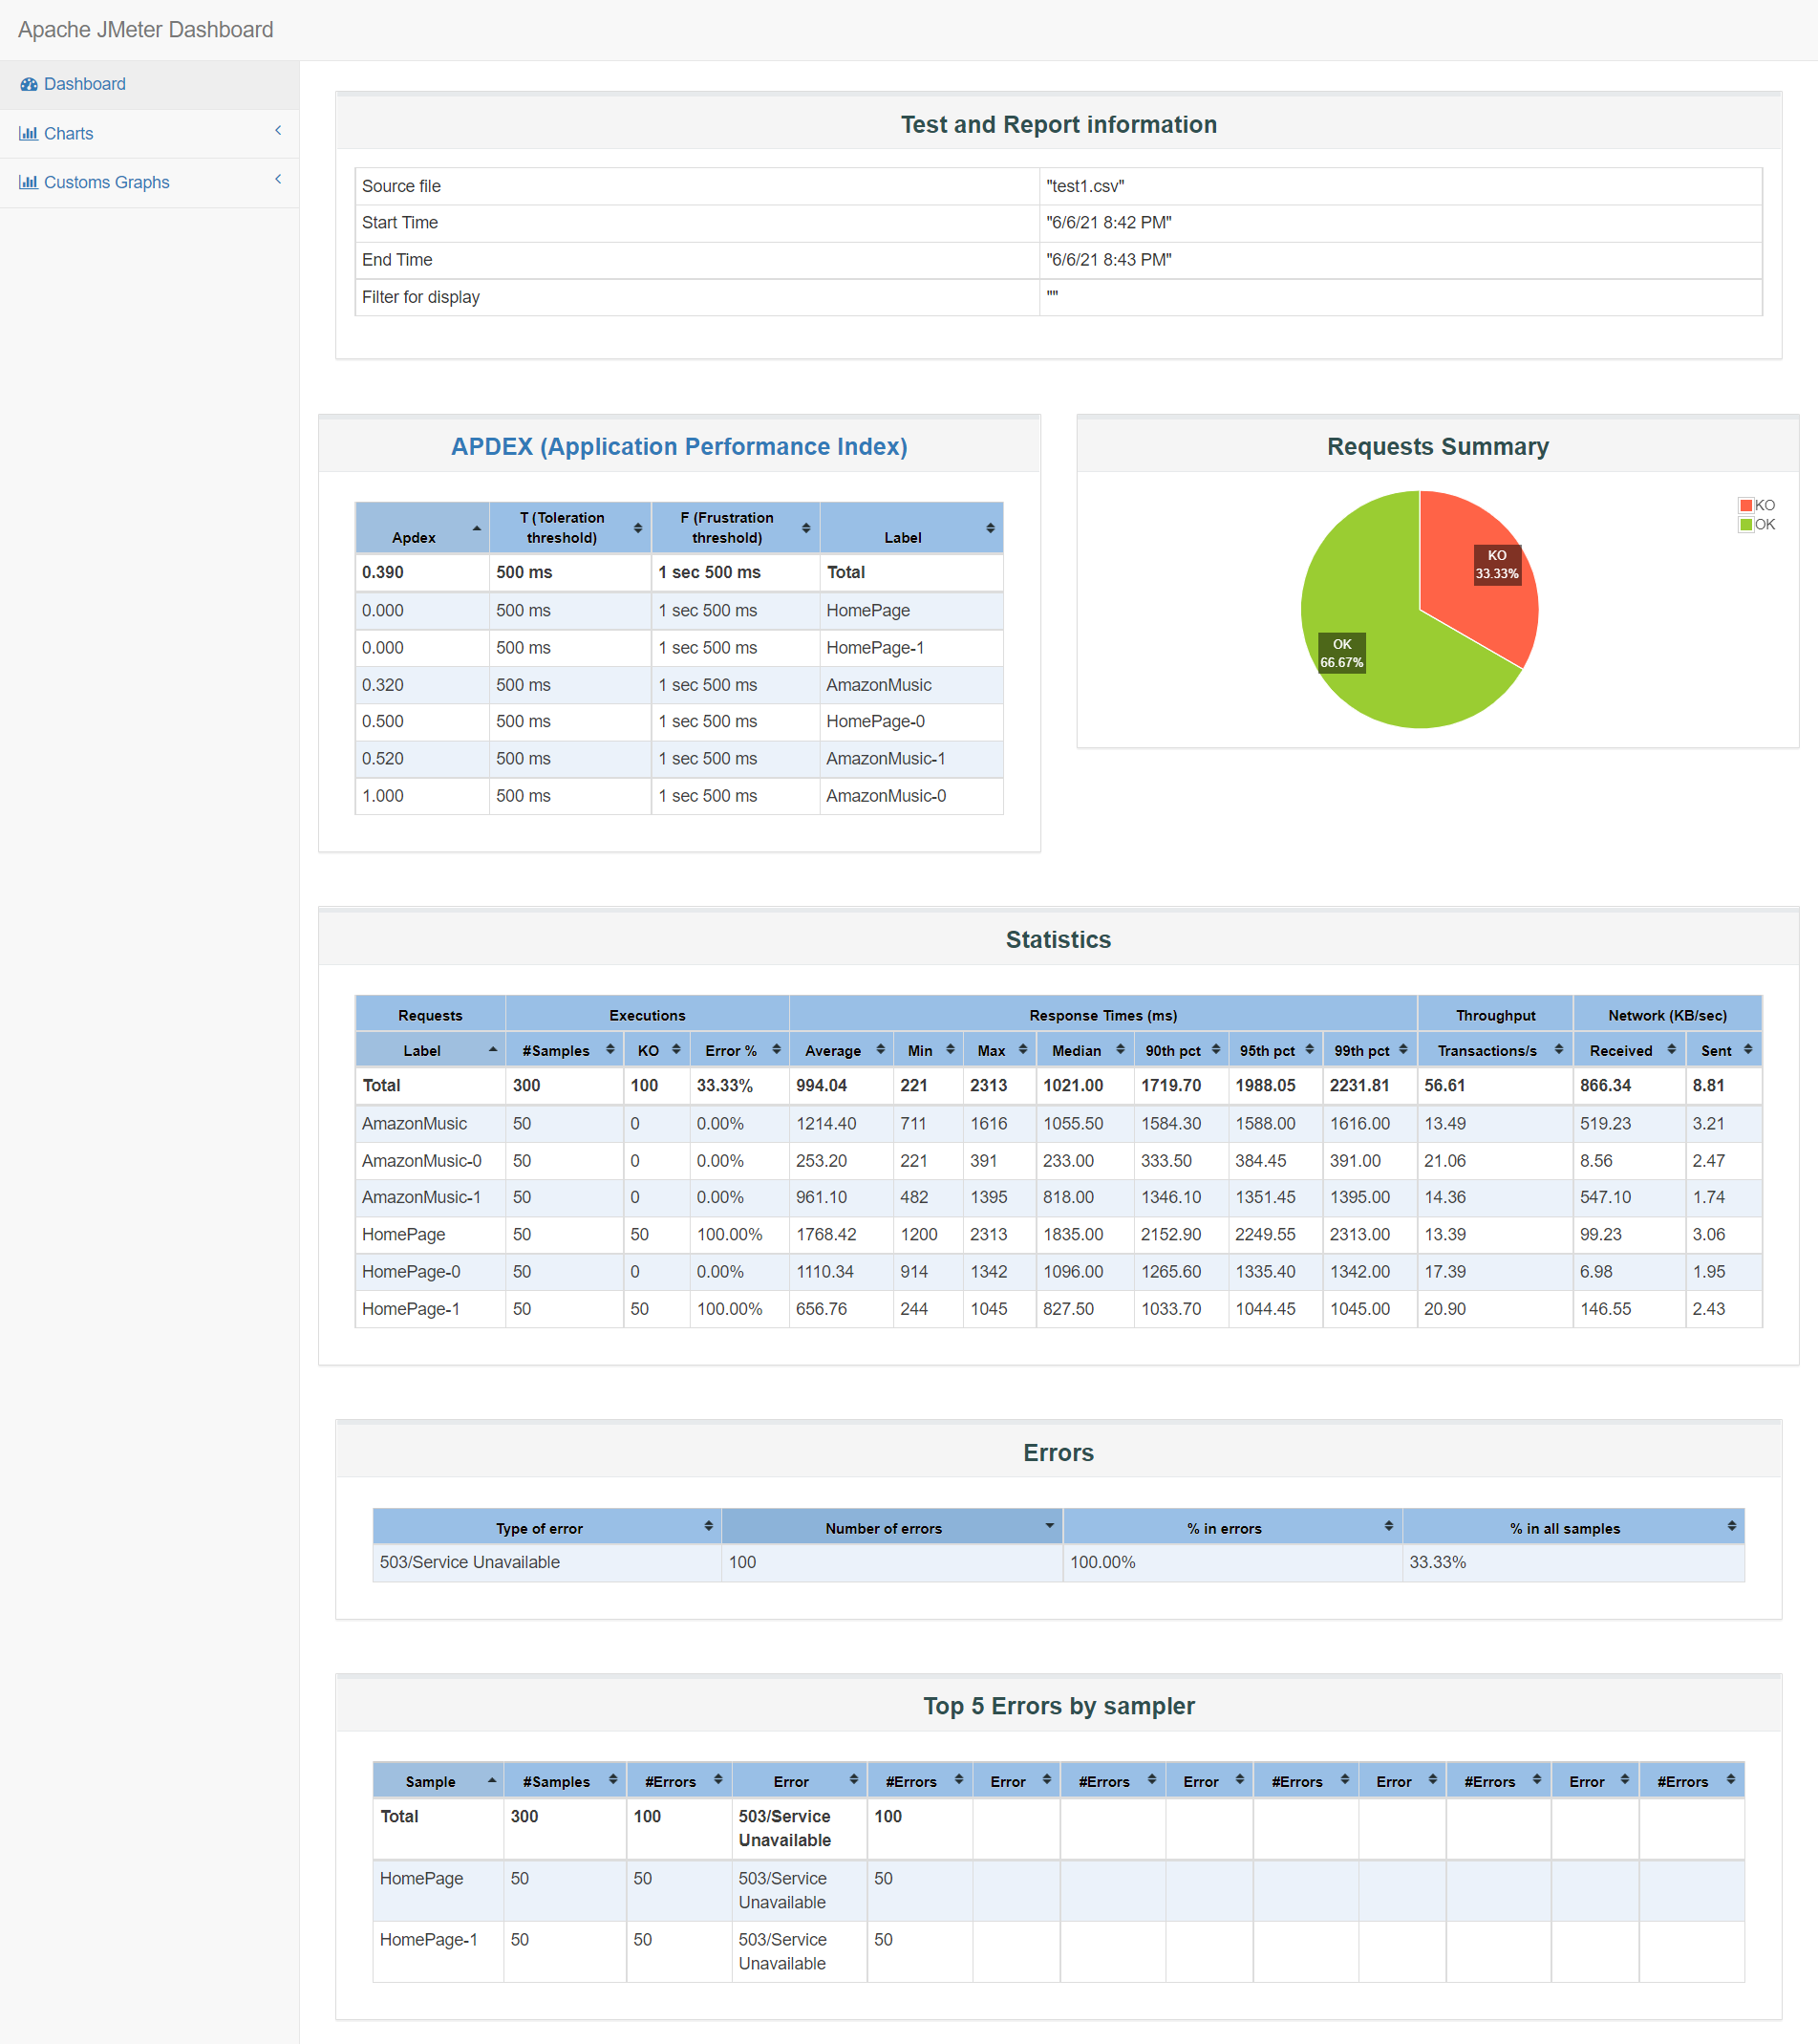 Apache JMeter Dashboard
Dashboard
Charts
Customs Graphs
Test and Report information
Source file "test1.csv"
Start Time "6/6/21 8:42 PM"
End Time "6/6/21 8:43 PM"
Filter for display ""
APDEX (Application Performance Index)
Apdex T (Toleration threshold) F (Frustration threshold) Label
0.390 500 ms 1 sec 500 ms Total
0.000 500 ms 1 sec 500 ms HomePage
0.000 500 ms 1 sec 500 ms HomePage-1
0.320 500 ms 1 sec 500 ms AmazonMusic
0.500 500 ms 1 sec 500 ms HomePage-0
0.520 500 ms 1 sec 500 ms AmazonMusic-1
1.000 500 ms 1 sec 500 ms AmazonMusic-0
Requests Summary
KO
OK
KO
33.33%
OK
66.67%
Statistics
Requests Executions Response Times (ms) Throughput Network (KB/sec)
Label #Samples KO Error % Average Min Max Median 90th pct 95th pct 99th pct Transactions/s Received Sent
Total 300 100 33.33% 994.04 221 2313 1021.00 1719.70 1988.05 2231.81 56.61 866.34 8.81
AmazonMusic 50 0 0.00% 1214.40 711 1616 1055.50 1584.30 1588.00 1616.00 13.49 519.23 3.21
AmazonMusic-0 50 0 0.00% 253.20 221 391 233.00 333.50 384.45 391.00 21.06 8.56 2.47
AmazonMusic-1 50 0 0.00% 961.10 482 1395 818.00 1346.10 1351.45 1395.00 14.36 547.10 1.74
HomePage 50 50 100.00% 1768.42 1200 2313 1835.00 2152.90 2249.55 2313.00 13.39 99.23 3.06
HomePage-0 50 0 0.00% 1110.34 914 1342 1096.00 1265.60 1335.40 1342.00 17.39 6.98 1.95
HomePage-1 50 50 100.00% 656.76 244 1045 827.50 1033.70 1044.45 1045.00 20.90 146.55 2.43
Errors
Type of error Number of errors % in errors % in all samples
503/Service Unavailable 100 100.00% 33.33%
Top 5 Errors by sampler
Sample #Samples #Errors Error #Errors Error #Errors Error #Errors Error #Errors Error #Errors
Total 300 100 503/Service Unavailable 100
HomePage 50 50 503/Service Unavailable 50
HomePage-1 50 50 503/Service Unavailable 50